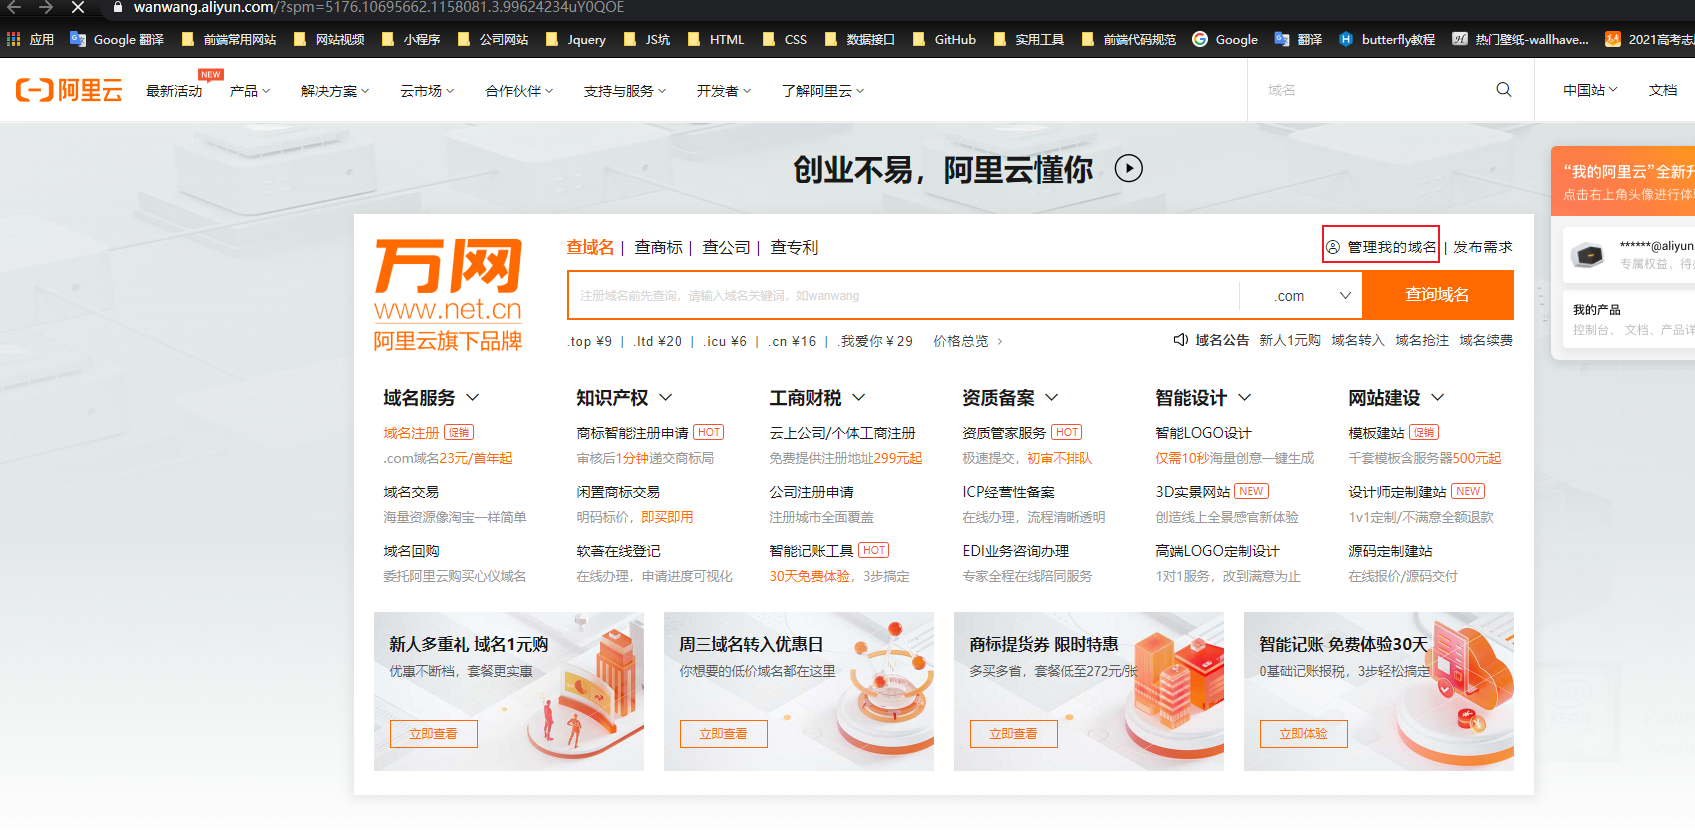 wanwang.aliyun.com/?spm=5176.10695662.1158081.3.99624234uY0QOE
应用 Google 翻译 前端常用网站 网站视频 小程序 公司网站 Jquery JS坑 HTML CSS 数据接口 GitHub 实用工具 前端代码规范 Google 翻译 butterfly教程 热门壁纸-wallhave... 2021高考志
阿里云 最新活动 NEW 产品 解决方案 云市场 合作伙伴 支持与服务 开发者 了解阿里云 域名 中国站 文档
创业不易，阿里云懂你
“我的阿里云”全新升
点击右上角头像进行体
******@aliyun
专属权益、待
我的产品
控制台、 文档、产品详
万网
www.net.cn
阿里云旗下品牌
查域名 | 查商标 | 查公司 | 查专利
管理我的域名 | 发布需求
注册域名前先查询，请输入域名关键词，如wanwang .com 查询域名
.top ¥9 | .ltd ¥20 | .icu ¥6 | .cn ¥16 | .我爱你 ¥ 29 价格总览 ›
域名公告 新人1元购 域名转入 域名抢注 域名续费
域名服务
域名注册 促销
.com域名23元/首年起
域名交易
海量资源像淘宝一样简单
域名回购
委托阿里云购买心仪域名
知识产权
商标智能注册申请 HOT
审核后1分钟递交商标局
闲置商标交易
明码标价，即买即用
软著在线登记
在线办理，申请进度可视化
工商财税
云上公司/个体工商注册
免费提供注册地址299元起
公司注册申请
注册城市全面覆盖
智能记账工具 HOT
30天免费体验，3步搞定
资质备案
资质管家服务 HOT
极速提交，初审不排队
ICP经营性备案
在线办理，流程清晰透明
EDI业务咨询办理
专家全程在线陪同服务
智能设计
智能LOGO设计
仅需10秒海量创意一键生成
3D实景网站 NEW
创造线上全景感官新体验
高端LOGO定制设计
1对1服务，改到满意为止
网站建设
模板建站 促销
千套模板含服务器500元起
设计师定制建站 NEW
1v1定制/不满意全额退款
源码定制建站
在线报价/源码交付
新人多重礼 域名1元购
优惠不断档，套餐更实惠
立即查看
周三域名转入优惠日
你想要的低价域名都在这里
立即查看
商标提货券 限时特惠
多买多省，套餐低至272元/张
立即查看
智能记账 免费体验30天
0基础记账报税，3步轻松搞定
立即体验